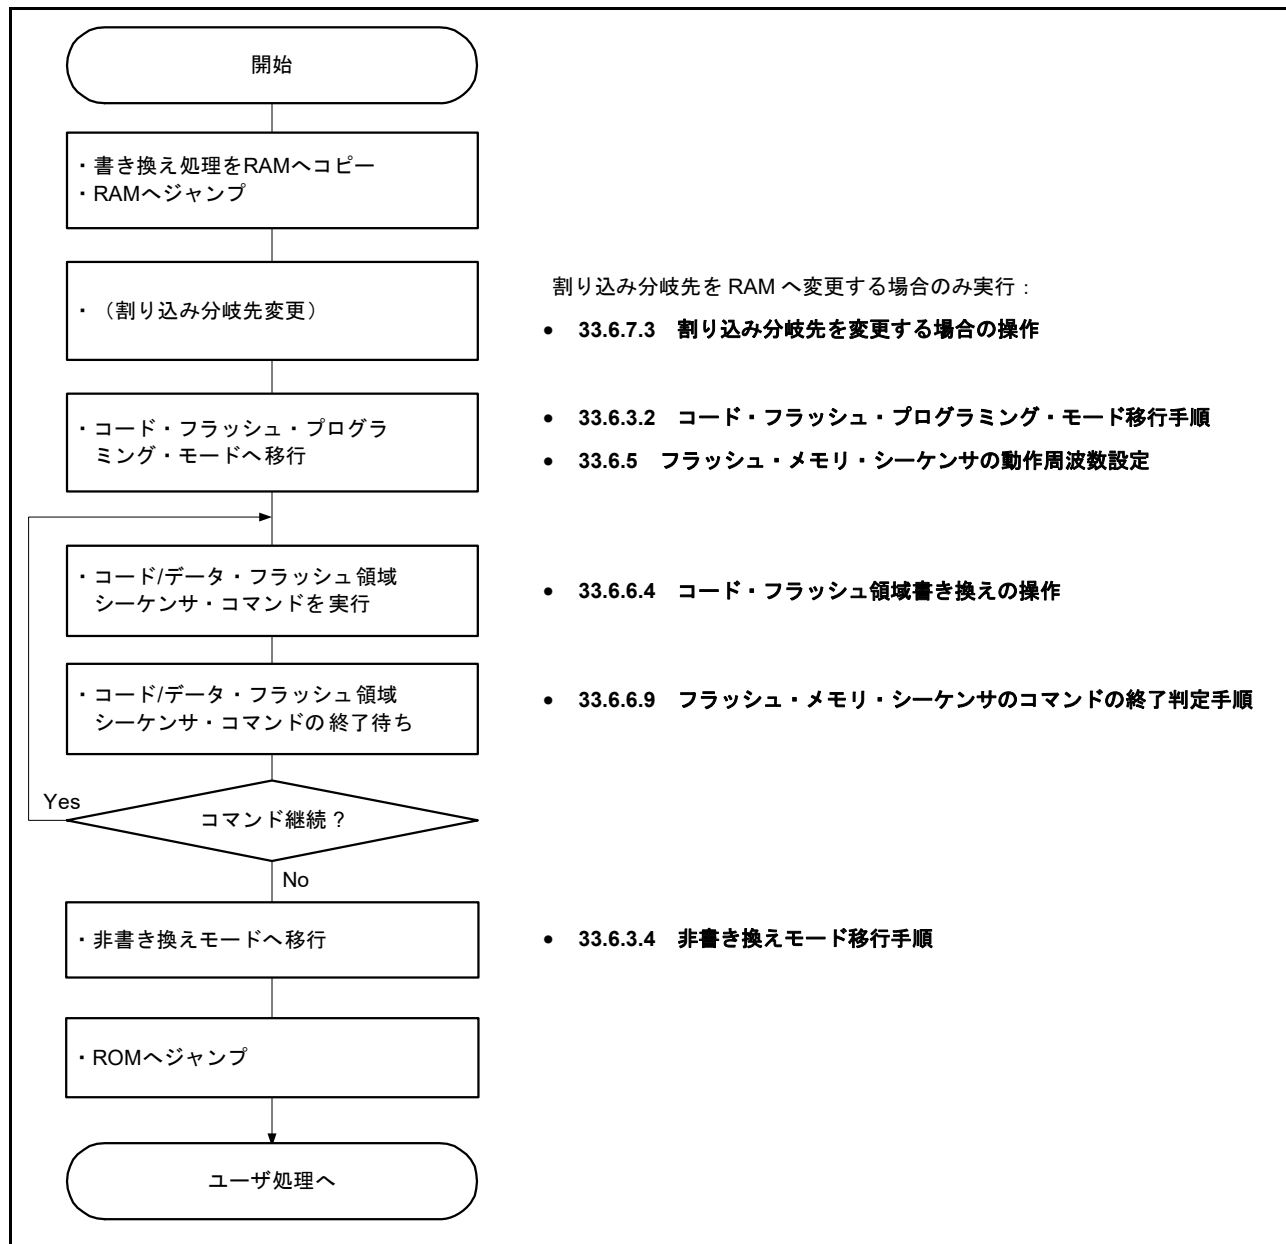 開始
・書き換え処理をRAMへコピー
・RAMへジャンプ
・（割り込み分岐先変更）
割り込み分岐先を RAM へ変更する場合のみ実行：
• 33.6.7.3 割り込み分岐先を変更する場合の操作
・コード・フラッシュ・プログラ
ミング・モードへ移行
• 33.6.3.2 コード・フラッシュ・プログラミング・モード移行手順
• 33.6.5 フラッシュ・メモリ・シーケンサの動作周波数設定
・コード/データ・フラッシュ領域
シーケンサ・コマンドを実行
• 33.6.6.4 コード・フラッシュ領域書き換えの操作
・コード/データ・フラッシュ領域
シーケンサ・コマンドの終了待ち
• 33.6.6.9 フラッシュ・メモリ・シーケンサのコマンドの終了判定手順
Yes
コマンド継続？
No
・非書き換えモードへ移行
• 33.6.3.4 非書き換えモード移行手順
・ROMへジャンプ
ユーザ処理へ